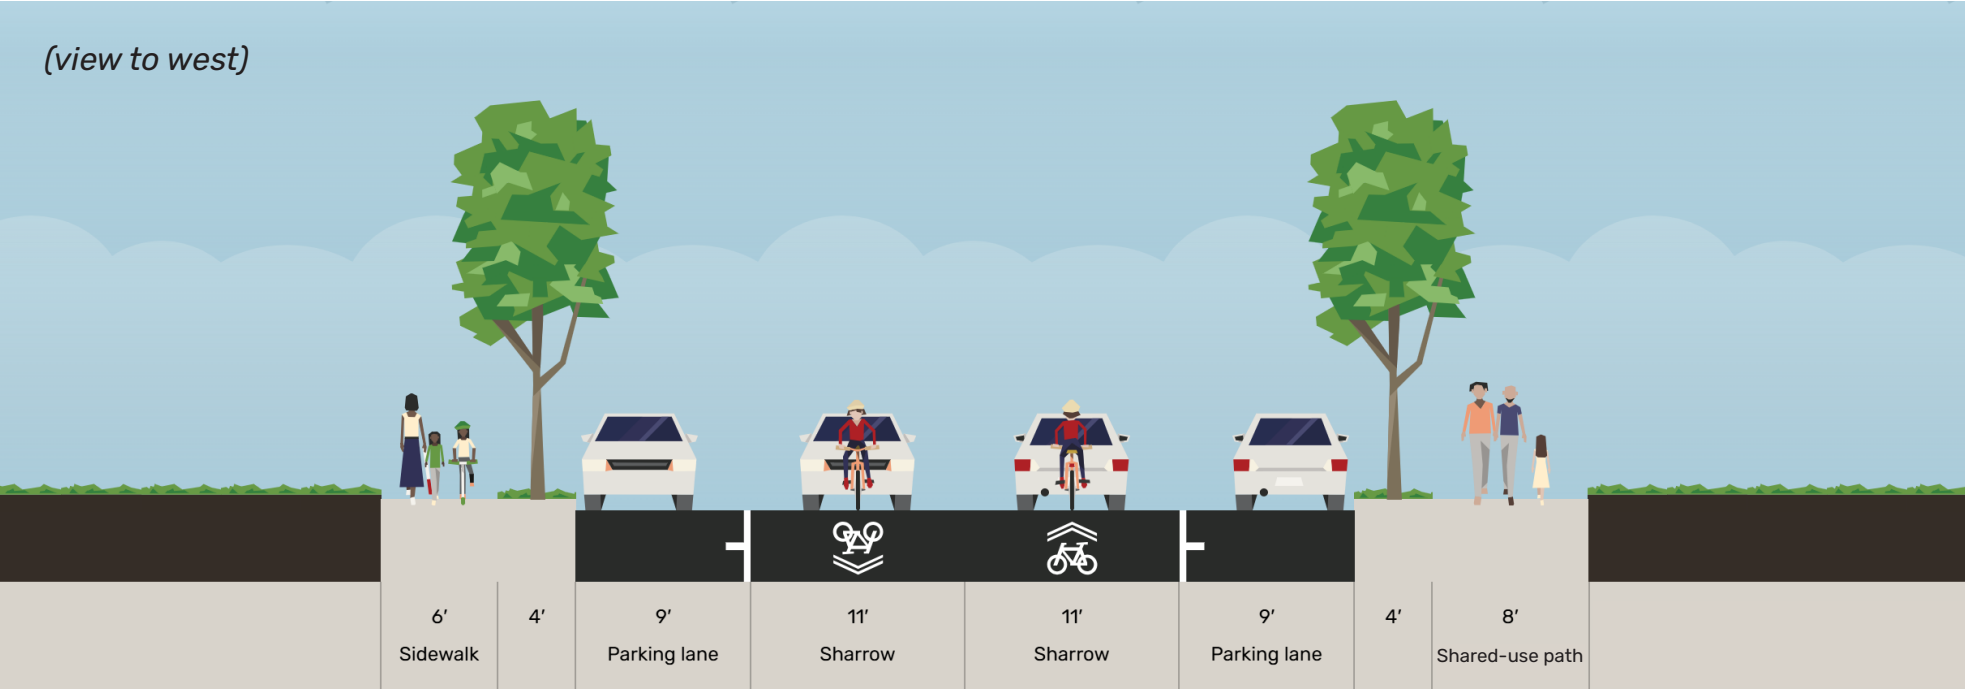 (view to west)
6′ 4′ 9′ 11′ 11′ 9′ 4′ 8′
Sidewalk Parking lane Sharrow Sharrow Parking lane Shared-use path